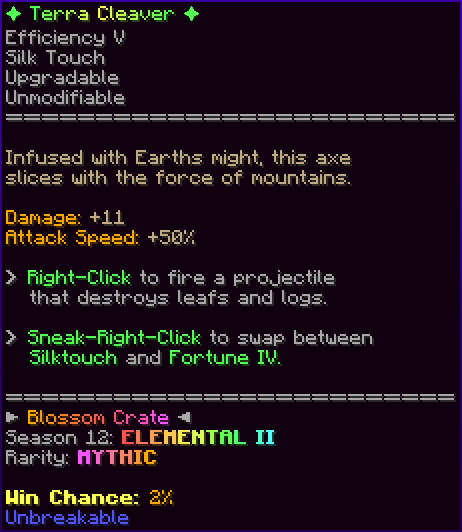 ✦ Terra Cleaver ✦
Efficiency V
Silk Touch
Upgradable
Unmodifiable
==============================
Infused with Earths might, this axe
slices with the force of mountains.
Damage: +11
Attack Speed: +50%
> Right-Click to fire a projectile
that destroys leafs and logs.
> Sneak-Right-Click to swap between
Silktouch and Fortune IV.
==============================
► Blossom Crate ◄
Season 12: ELEMENTAL II
Rarity: MYTHIC
Win Chance: 2%
Unbreakable